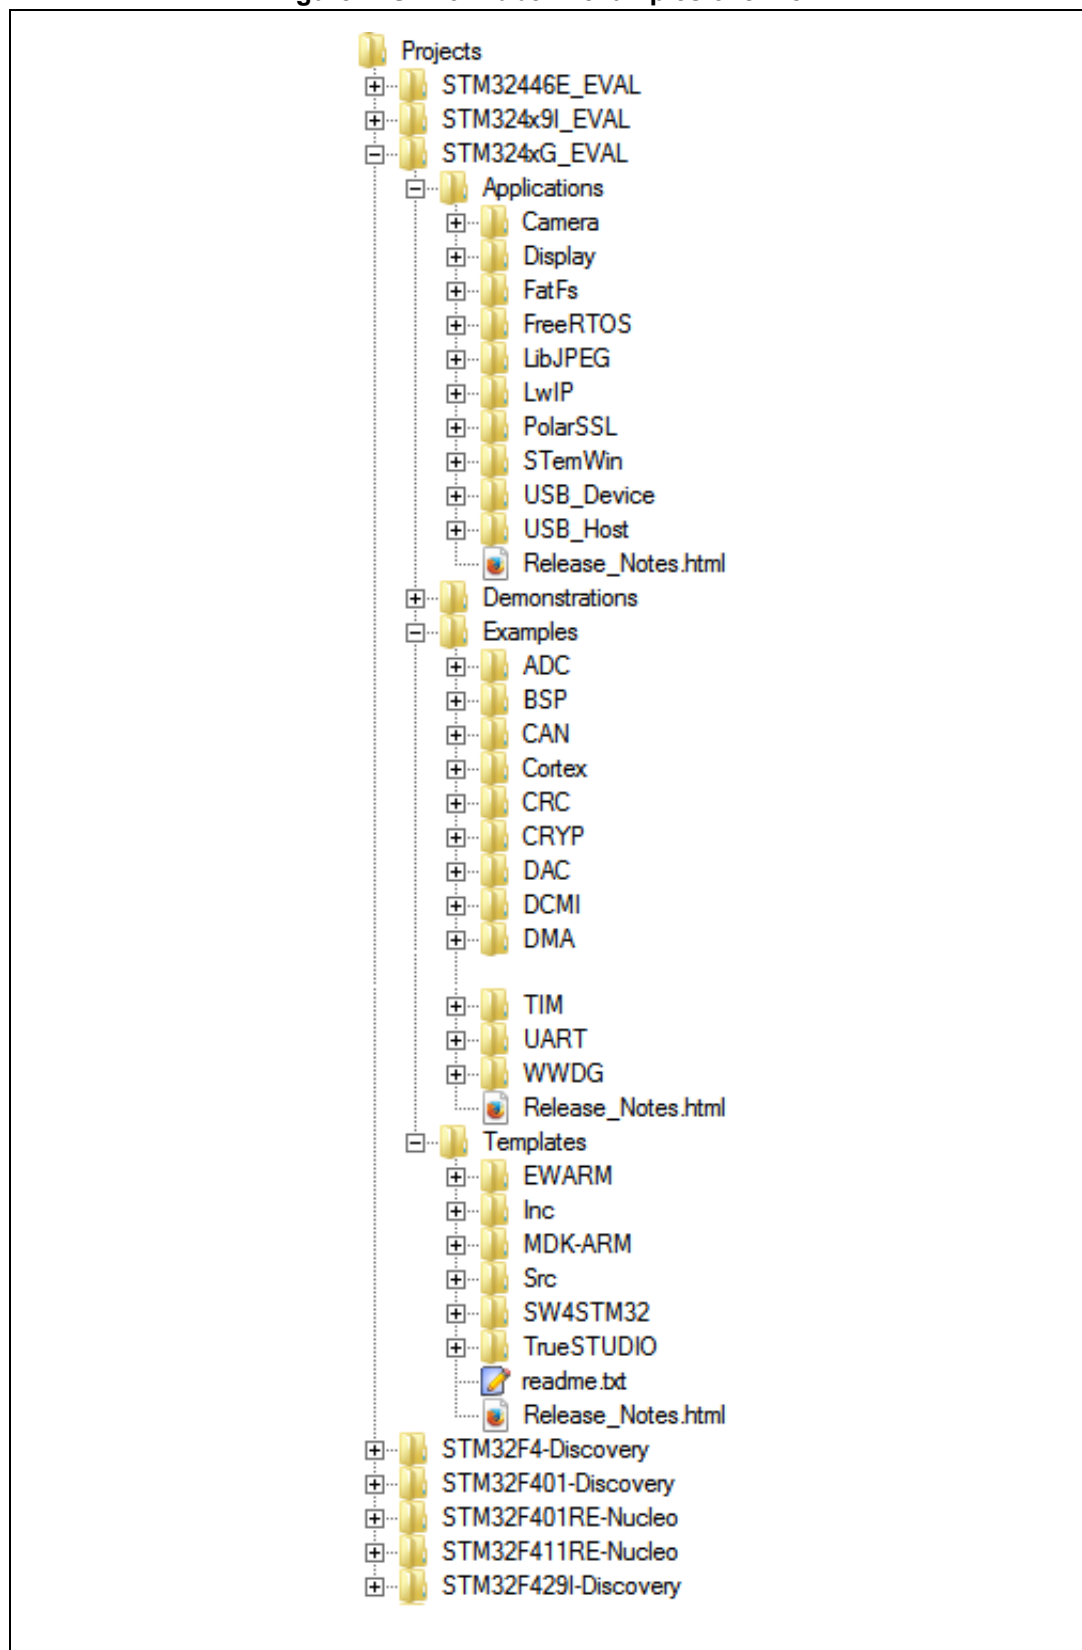 Projects
STM32446E_EVAL
STM324x9I_EVAL
STM324xG_EVAL
Applications
Camera
Display
FatFs
FreeRTOS
LibJPEG
LwIP
PolarSSL
STemWin
USB_Device
USB_Host
Release_Notes.html
Demonstrations
Examples
ADC
BSP
CAN
Cortex
CRC
CRYP
DAC
DCMI
DMA
TIM
UART
WWDG
Release_Notes.html
Templates
EWARM
Inc
MDK-ARM
Src
SW4STM32
TrueSTUDIO
readme.txt
Release_Notes.html
STM32F4-Discovery
STM32F401-Discovery
STM32F401RE-Nucleo
STM32F411RE-Nucleo
STM32F429I-Discovery